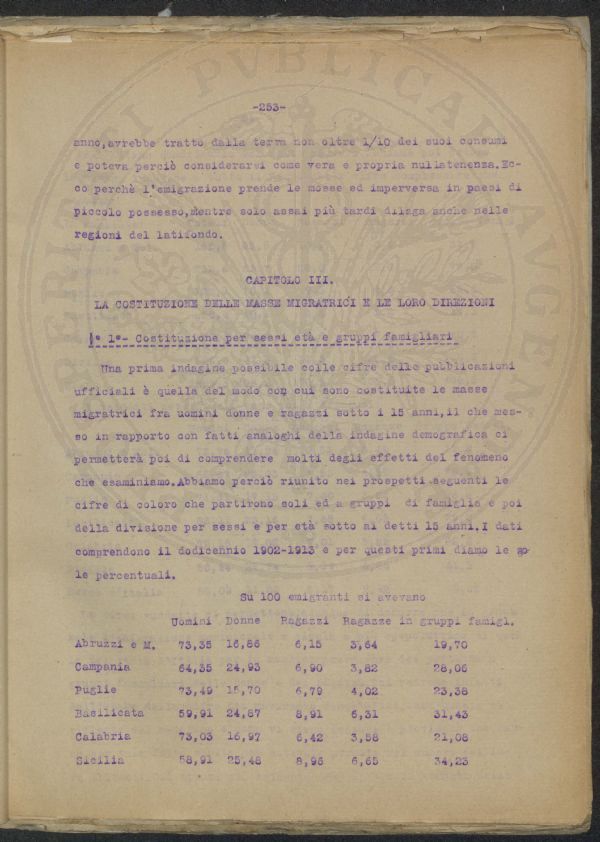 -253-
anno,avrebbe tratto dalla terra non oltre 1/10 dei suoi consumi
e poteva perciò considerarsi come vera e propria nullatenenza.Ec-
co perchè l'emigrazione prende le mosse ed imperversa in paesi di
piccolo possesso,mentre solo assai più tardi dilaga anche nelle
regioni del latifondo.
CAPITOLO III.
LA COSTITUZIONE DELLE MASSE MIGRATRICI E LE LORO DIREZIONI
§° 1°- Costituzione per sessi età e gruppi famigliari
Una prima indagine possibile colle cifre delle pubblicazioni
ufficiali è quella del modo con cui sono costituite le masse
migratrici fra uomini donne e ragazzi sotto i 15 anni,il che mes-
so in rapporto con fatti analoghi della indagine demografica ci
permetterà poi di comprendere molti degli effetti del fenomeno
che esaminiamo.Abbiamo perciò riunito nei prospetti seguenti le
cifre di coloro che partirono soli ed a gruppi di famiglia e poi
della divisione per sessi e per età sotto ai detti 15 anni.I dati
comprendono il dodicennio 1902-1913 e per questi primi diamo le so-
le percentuali.
Su 100 emigranti si avevano
Uomini Donne Ragazzi Ragazze in gruppi famigl.
Abruzzi e M. 73,35 16,86 6,15 3,64 19,70
Campania 64,35 24,93 6,90 3,82 28,06
Puglie 73,49 15,70 6,79 4,02 23,38
Basilicata 59,91 24,87 8,91 6,31 31,43
Calabria 73,03 16,97 6,42 3,58 21,08
Sicilia 58,91 25,48 8,96 6,65 34,23